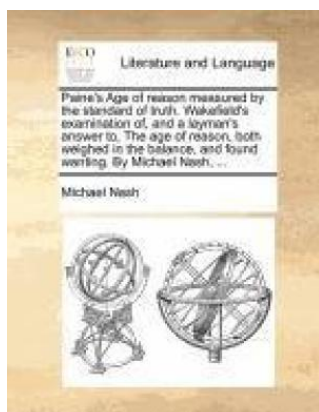 ECCO
Literature and Language
Paine's Age of reason measured by
the standard of truth. Wakefield's
examination of, and a layman's
answer to, The age of reason, both
weighed in the balance, and found
wanting. By Michael Nash, ...
Michael Nash